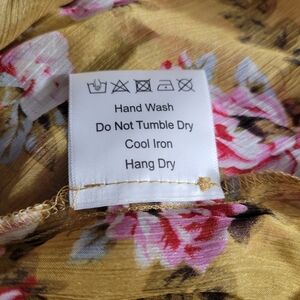 Hand Wash
Do Not Tumble Dry
Cool Iron
Hang Dry